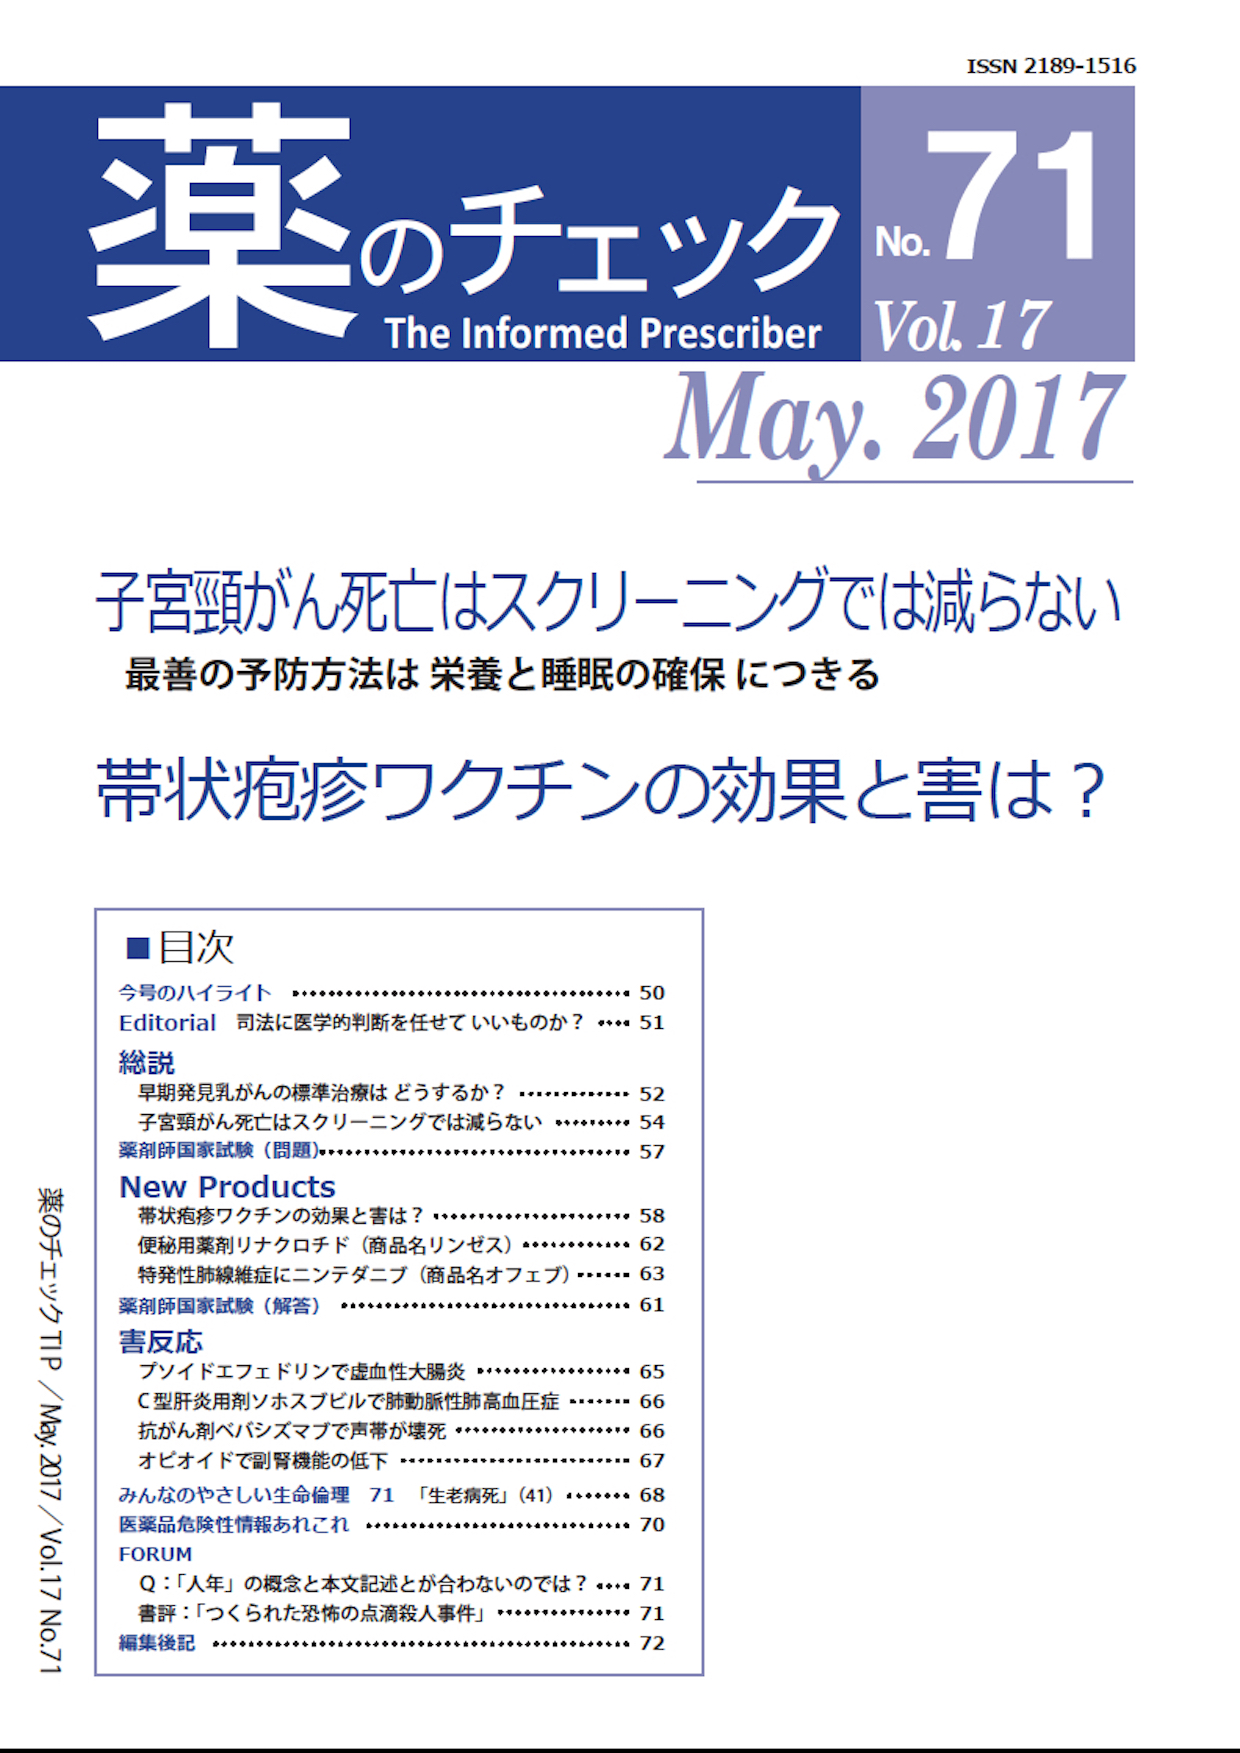 ISSN 2189-1516
薬のチェック
The Informed Prescriber
No.71
Vol.17
May. 2017
子宮頸がん死亡はスクリーニングでは減らない
最善の予防方法は 栄養と睡眠の確保 につきる
帯状疱疹ワクチンの効果と害は？
■目次
今号のハイライト 50
Editorial 司法に医学的判断を任せて いいものか？ 51
総説
早期発見乳がんの標準治療は どうするか？ 52
子宮頸がん死亡はスクリーニングでは減らない 54
薬剤師国家試験（問題） 57
New Products
帯状疱疹ワクチンの効果と害は？ 58
便秘用薬剤リナクロチド（商品名リンゼス） 62
特発性肺線維症にニンテダニブ（商品名オフェブ） 63
薬剤師国家試験（解答） 61
害反応
プソイドエフェドリンで虚血性大腸炎 65
C型肝炎用剤ソホスブビルで肺動脈性肺高血圧症 66
抗がん剤ベバシズマブで声帯が壊死 66
オピオイドで副腎機能の低下 67
みんなのやさしい生命倫理 71 「生老病死」（41） 68
医薬品危険性情報あれこれ 70
FORUM
Q：「人年」の概念と本文記述とが合わないのでは？ 71
書評：「つくられた恐怖の点滴殺人事件」 71
編集後記 72
薬のチェック TIP ／May. 2017／Vol.17 No.71